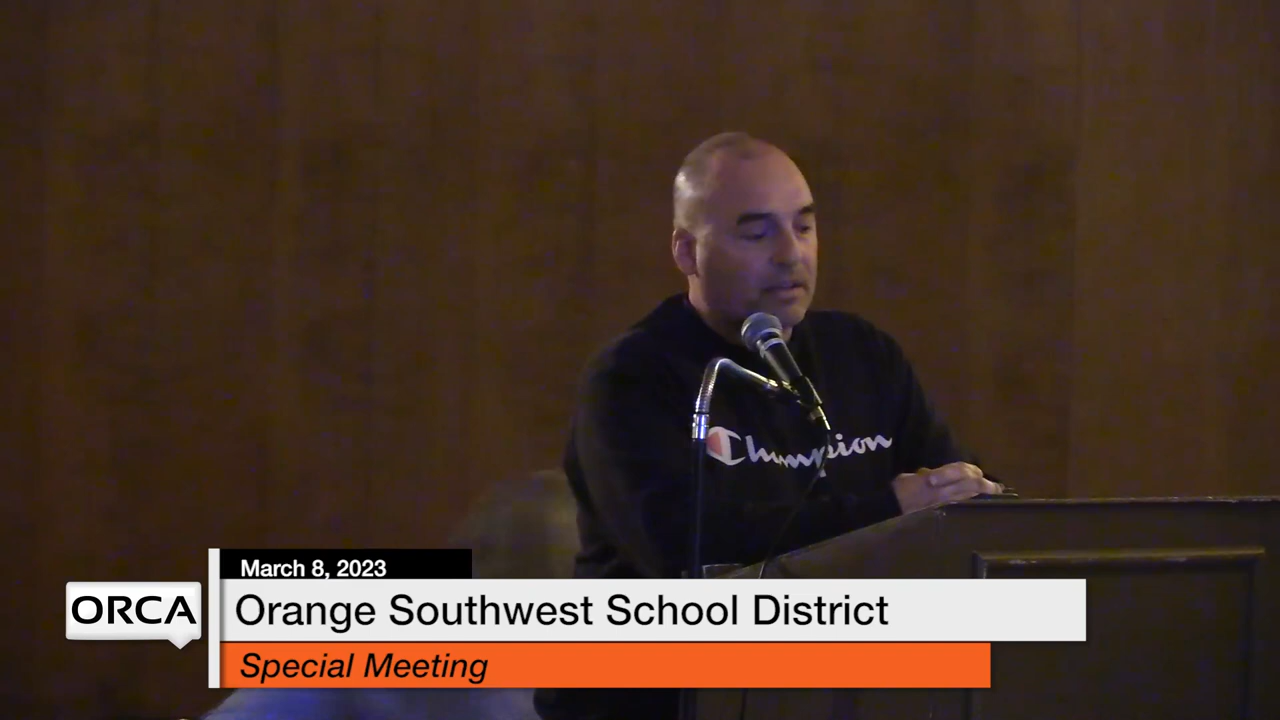 Champion
March 8, 2023
ORCA
Orange Southwest School District
Special Meeting